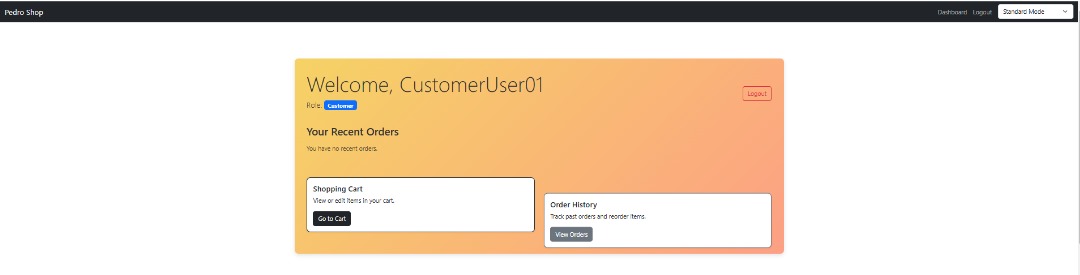 Pedro Shop
Dashboard Logout Standard Mode
Welcome, CustomerUser01
Logout
Role: Customer
Your Recent Orders
You have no recent orders.
Shopping Cart
View or edit items in your cart.
Go to Cart
Order History
Track past orders and reorder items.
View Orders